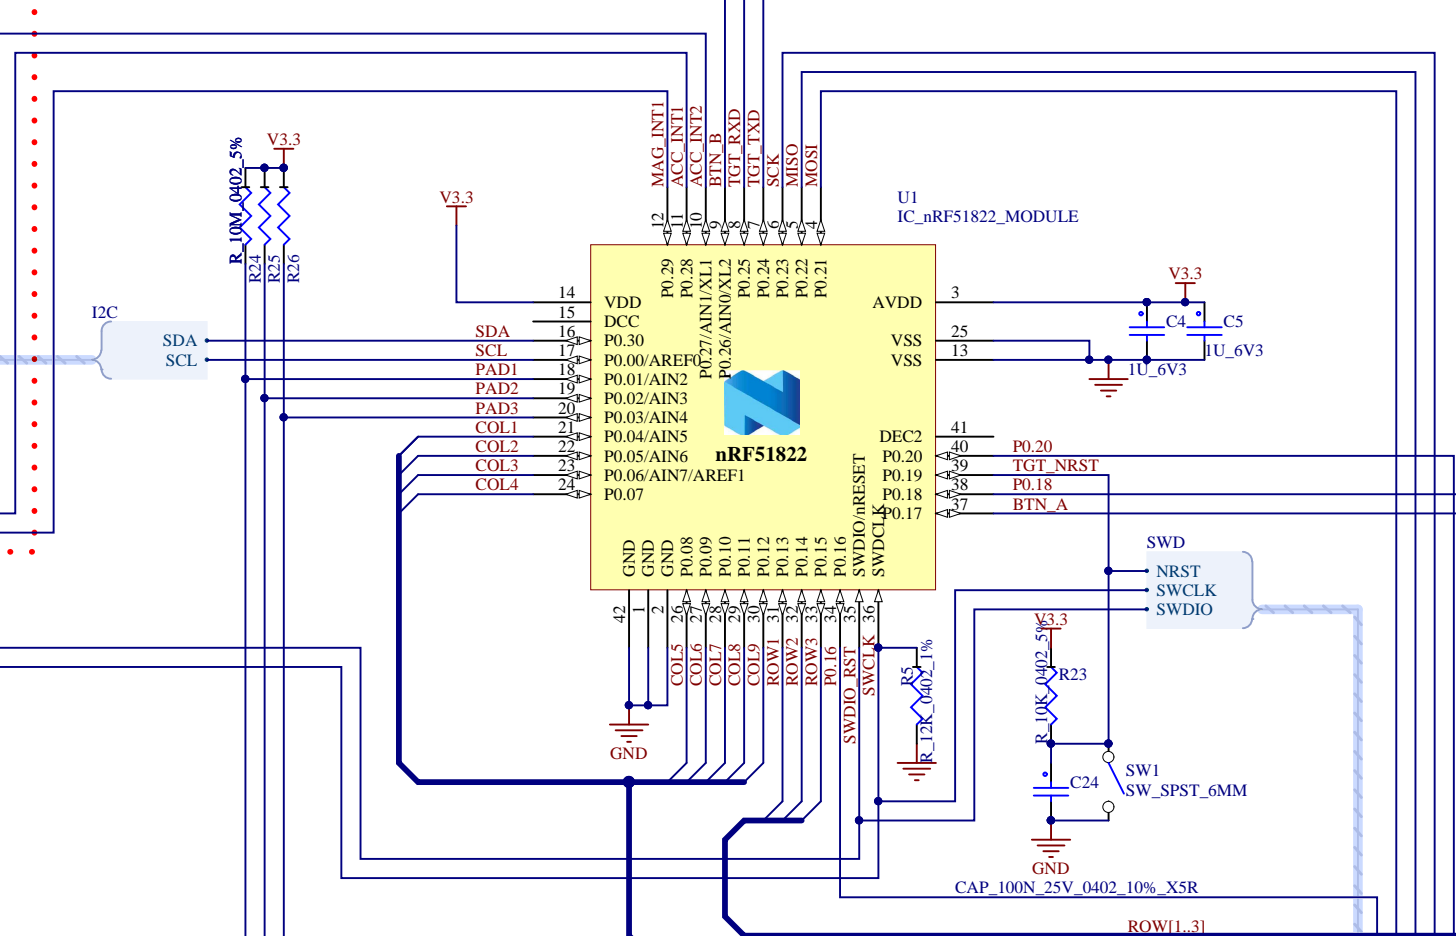 MAG_INT1
ACC_INT1
ACC_INT2
BTN_B
TGT_RXD
TGT_TXD
SCK
MISO
MOSI
12
11
10
9
8
7
6
5
4
V3.3
R_10M_0402_5%
R24
R25
R26
V3.3
U1
IC_nRF51822_MODULE
P0.29
P0.28
P0.27/AIN1/XL1
P0.26/AIN0/XL2
P0.25
P0.24
P0.23
P0.22
P0.21
I2C
SDA
SCL
14
VDD
15
DCC
SDA
16
P0.30
SCL
17
P0.00/AREF0
PAD1
18
P0.01/AIN2
PAD2
19
P0.02/AIN3
PAD3
20
P0.03/AIN4
COL1
21
P0.04/AIN5
COL2
22
P0.05/AIN6
COL3
23
P0.06/AIN7/AREF1
COL4
24
P0.07
nRF51822
AVDD
3
VSS
25
VSS
13
V3.3
C4
C5
1U_6V3
1U_6V3
DEC2
41
P0.20
40
P0.20
P0.19
39
TGT_NRST
P0.18
38
P0.18
P0.17
37
BTN_A
GND
GND
GND
P0.08
P0.09
P0.10
P0.11
P0.12
P0.13
P0.14
P0.15
P0.16
SWDIO/nRESET
SWDCLK
42
1
2
26
27
28
29
30
31
32
33
34
35
36
COL5
COL6
COL7
COL8
COL9
ROW1
ROW2
ROW3
P0.16
SWDIO_RST
SWCLK
GND
R5
R_12K_0402_1%
SWD
NRST
SWCLK
SWDIO
V3.3
R_10K_0402_5%
R23
C24
SW1
SW_SPST_6MM
GND
CAP_100N_25V_0402_10%_X5R
ROW[1..3]